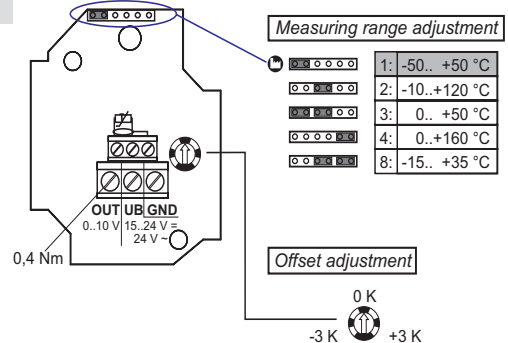 Measuring range adjustment
1: -50.. +50 °C
2: -10..+120 °C
3: 0.. +50 °C
4: 0..+160 °C
8: -15.. +35 °C
OUT UB GND
0..10 V 15..24 V =
24 V ~
0,4 Nm
Offset adjustment
0 K
-3 K +3 K